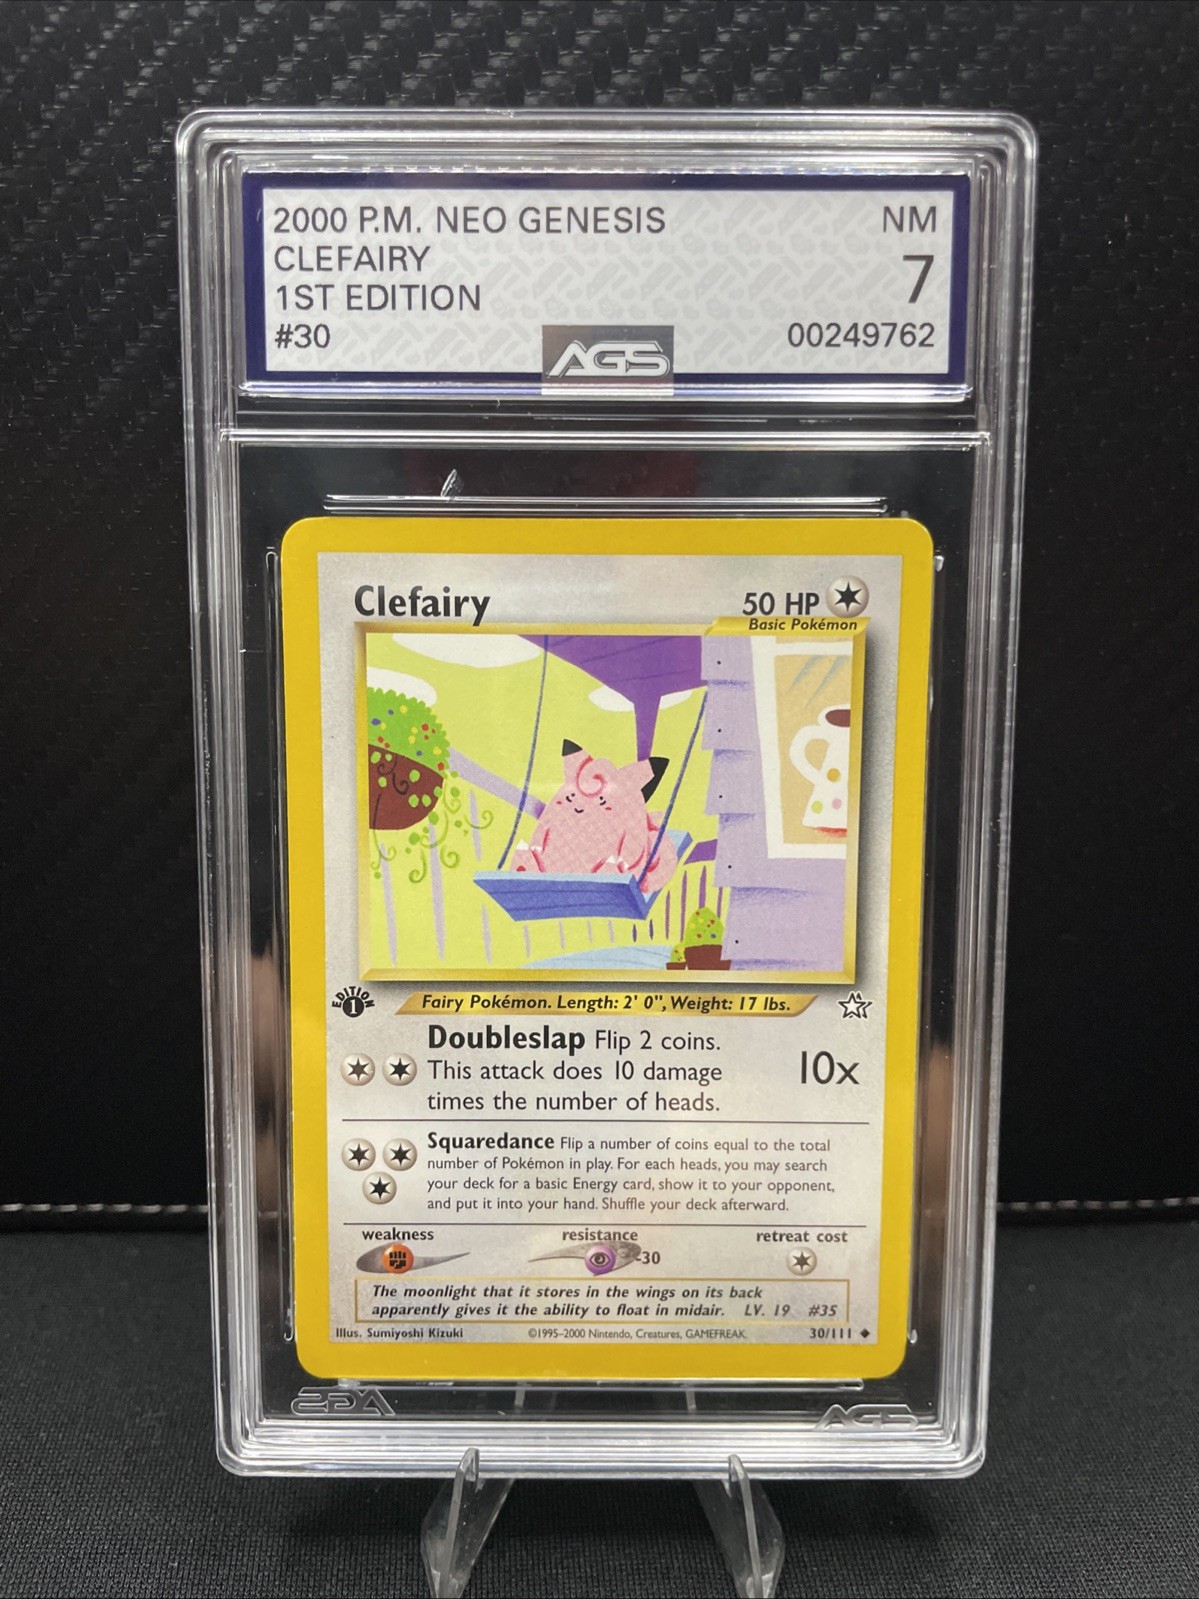 2000 P.M. NEO GENESIS
NM
CLEFAIRY
7
1ST EDITION
#30
00249762
AGS
Clefairy
50 HP
Basic Pokémon
EDITION
1
Fairy Pokémon. Length: 2' 0", Weight: 17 lbs.
Doubleslap Flip 2 coins.
This attack does 10 damage
times the number of heads.
10x
Squaredance Flip a number of coins equal to the total
number of Pokémon in play. For each heads, you may search
your deck for a basic Energy card, show it to your opponent,
and put it into your hand. Shuffle your deck afterward.
weakness
resistance
retreat cost
-30
The moonlight that it stores in the wings on its back
apparently gives it the ability to float in midair. LV. 19 #35
Illus. Sumiyoshi Kizuki
©1995-2000 Nintendo, Creatures, GAMEFREAK.
30/111
AGS
AGS